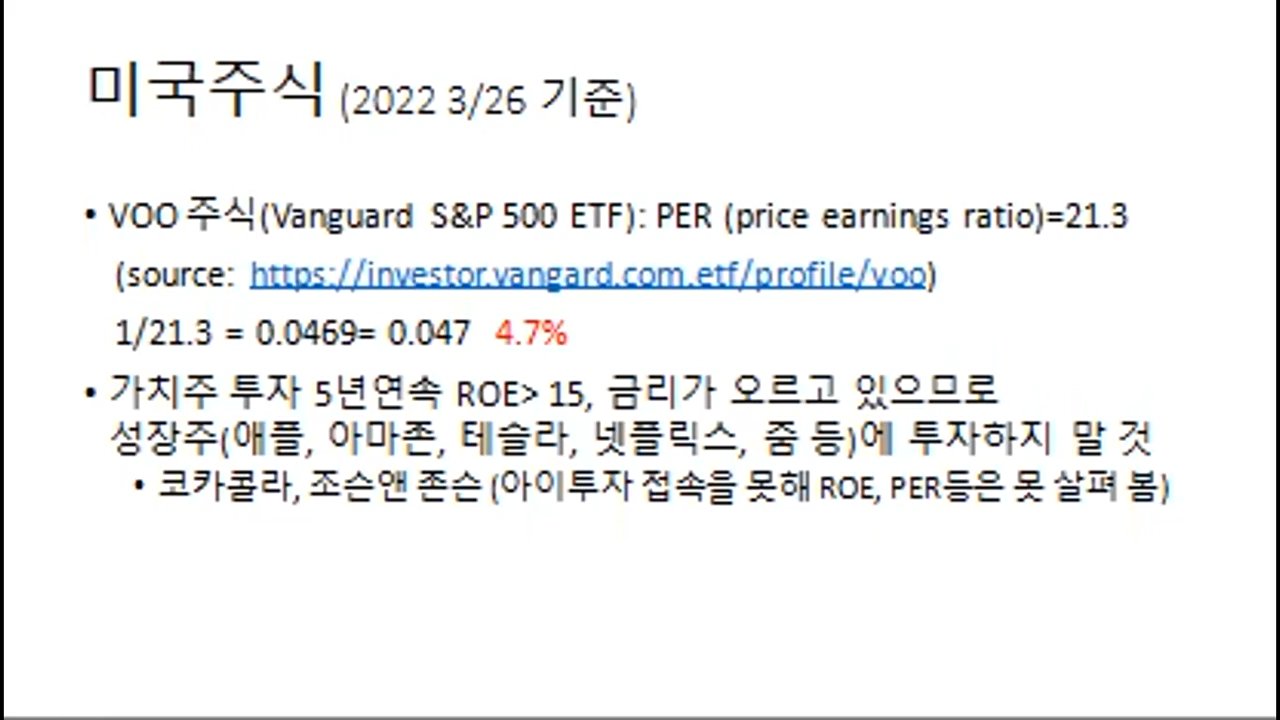 미국주식 (2022 3/26 기준)
• VOO 주식(Vanguard S&P 500 ETF): PER (price earnings ratio)=21.3
(source: https://investor.vangard.com.etf/profile/voo)
1/21.3 = 0.0469= 0.047 4.7%
• 가치주 투자 5년연속 ROE> 15, 금리가 오르고 있으므로
성장주(애플, 아마존, 테슬라, 넷플릭스, 줌 등)에 투자하지 말 것
• 코카콜라, 조슨앤 존슨 (아이투자 접속을 못해 ROE, PER등은 못 살펴 봄)